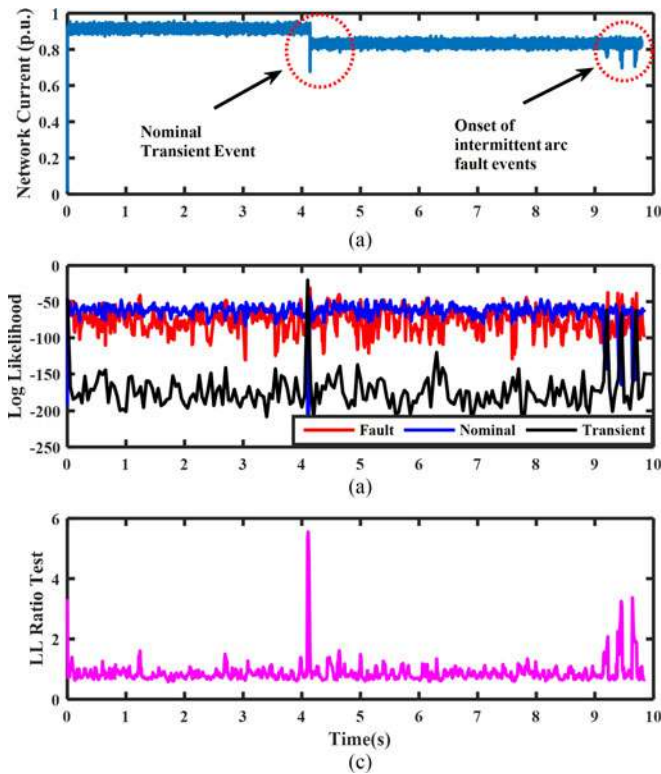 Network Current (p.u.)
1
0.8
0.6
0.4
0.2
0
Nominal
Transient Event
Onset of
intermittent arc
fault events
0 1 2 3 4 5 6 7 8 9 10
(a)
Log Likelihood
0
-50
-100
-150
-200
-250
Fault Nominal Transient
0 1 2 3 4 5 6 7 8 9 10
(a)
LL Ratio Test
6
4
2
0
0 1 2 3 4 5 6 7 8 9 10
Time(s)
(c)